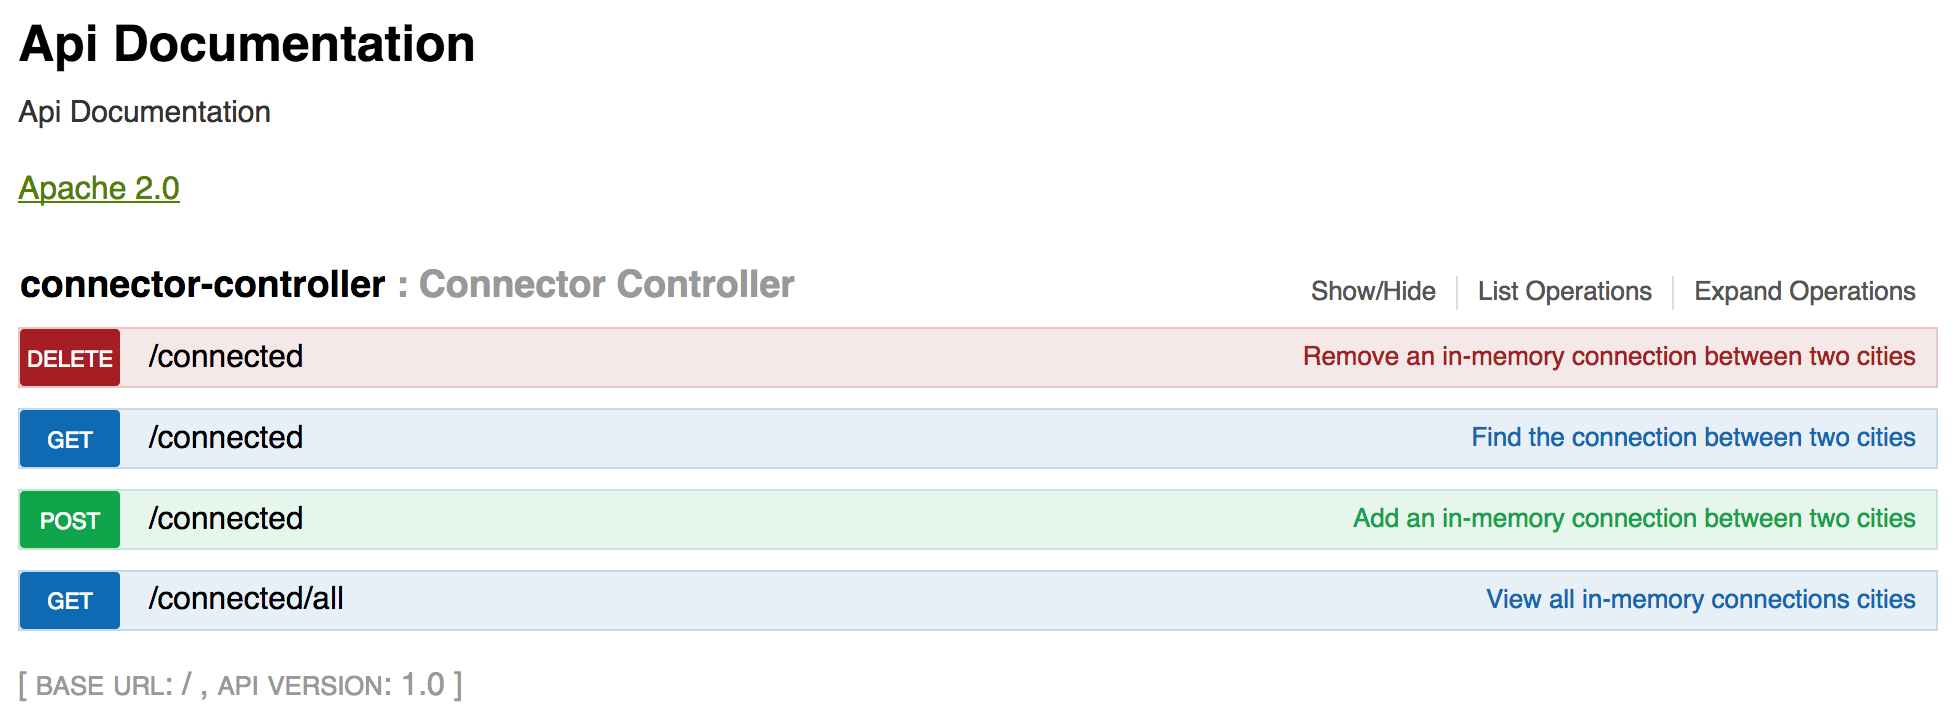 Api Documentation
Api Documentation
Apache 2.0
connector-controller : Connector Controller Show/Hide List Operations Expand Operations
DELETE /connected Remove an in-memory connection between two cities
GET /connected Find the connection between two cities
POST /connected Add an in-memory connection between two cities
GET /connected/all View all in-memory connections cities
[ BASE URL: / , API VERSION: 1.0 ]